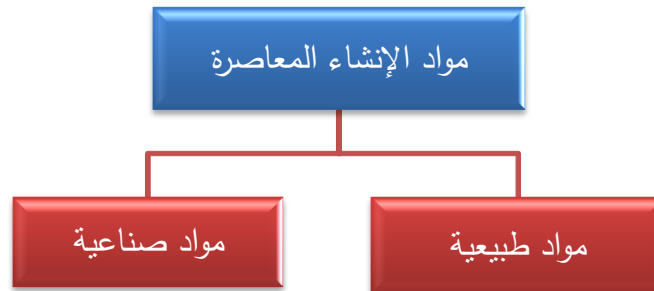 مواد الإنشاء المعاصرة
مواد طبيعية
مواد صناعية